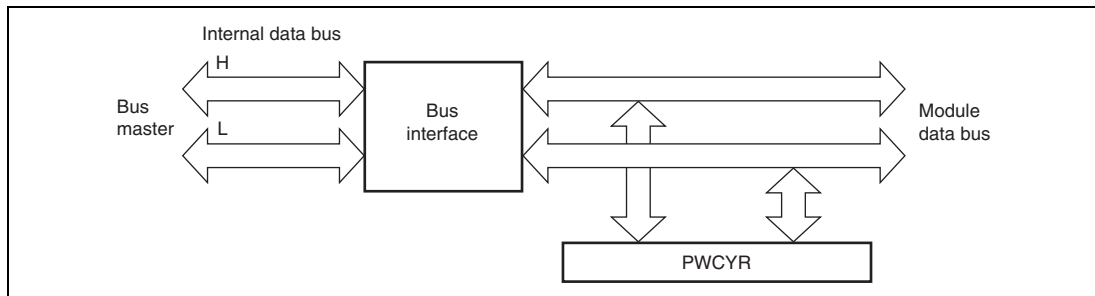 Internal data bus
H
Bus
master
L
Bus
interface
Module
data bus
PWCYR